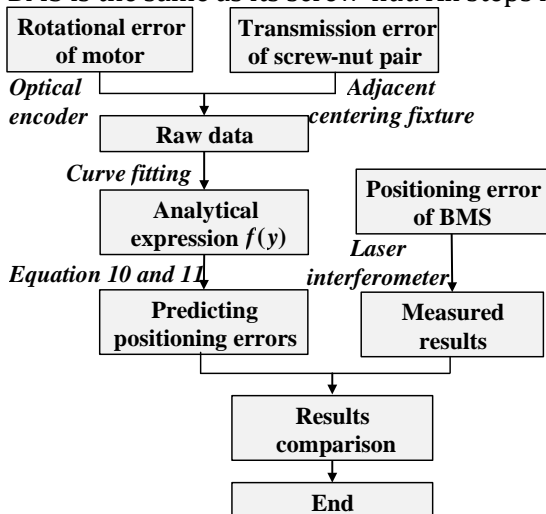 Rotational error
of motor
Transmission error
of screw-nut pair
Optical
encoder
Adjacent
centering fixture
Raw data
Curve fitting
Positioning error
of BMS
Analytical
expression f(y)
Laser
interferometer
Equation 10 and 11
Predicting
positioning errors
Measured
results
Results
comparison
End